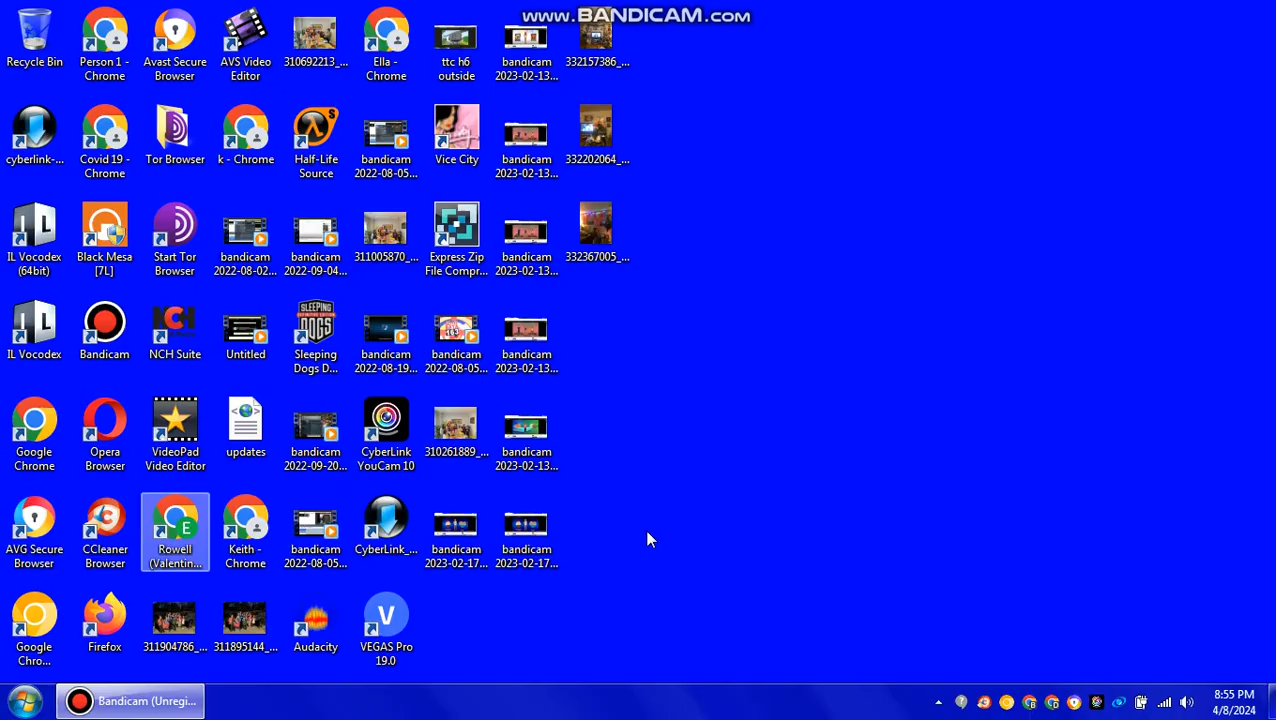 www.BANDICAM.com
Recycle Bin
Person 1 -
Chrome
Avast Secure
Browser
AVS Video
Editor
310692213_...
Ella -
Chrome
ttc h6
outside
bandicam
2023-02-13...
332157386_...
cyberlink-...
Covid 19 -
Chrome
Tor Browser
k - Chrome
Half-Life
Source
bandicam
2022-08-05...
Vice City
bandicam
2023-02-13...
332202064_...
IL Vocodex
(64bit)
Black Mesa
[7L]
Start Tor
Browser
bandicam
2022-08-02...
bandicam
2022-09-04...
311005870_...
Express Zip
File Compr...
bandicam
2023-02-13...
332367005_...
IL Vocodex
Bandicam
NCH
NCH Suite
Untitled
SLEEPING
DOGS
Sleeping
Dogs D...
bandicam
2022-08-19...
bandicam
2022-08-05...
bandicam
2023-02-13...
Google
Chrome
Opera
Browser
VideoPad
Video Editor
updates
bandicam
2022-09-20...
CyberLink
YouCam 10
310261889_...
bandicam
2023-02-13...
AVG Secure
Browser
CCleaner
Browser
E
Rowell
(Valentin...
Keith -
Chrome
bandicam
2022-08-05...
CyberLink_...
bandicam
2023-02-17...
bandicam
2023-02-17...
Google
Chro...
Firefox
311904786_...
311895144_...
Audacity
V
VEGAS Pro
19.0
Bandicam (Unregi...
8:55 PM
4/8/2024